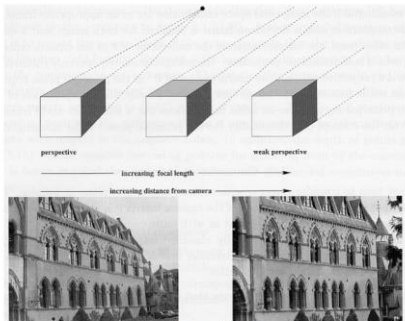 perspective
weak perspective
increasing focal length
increasing distance from camera